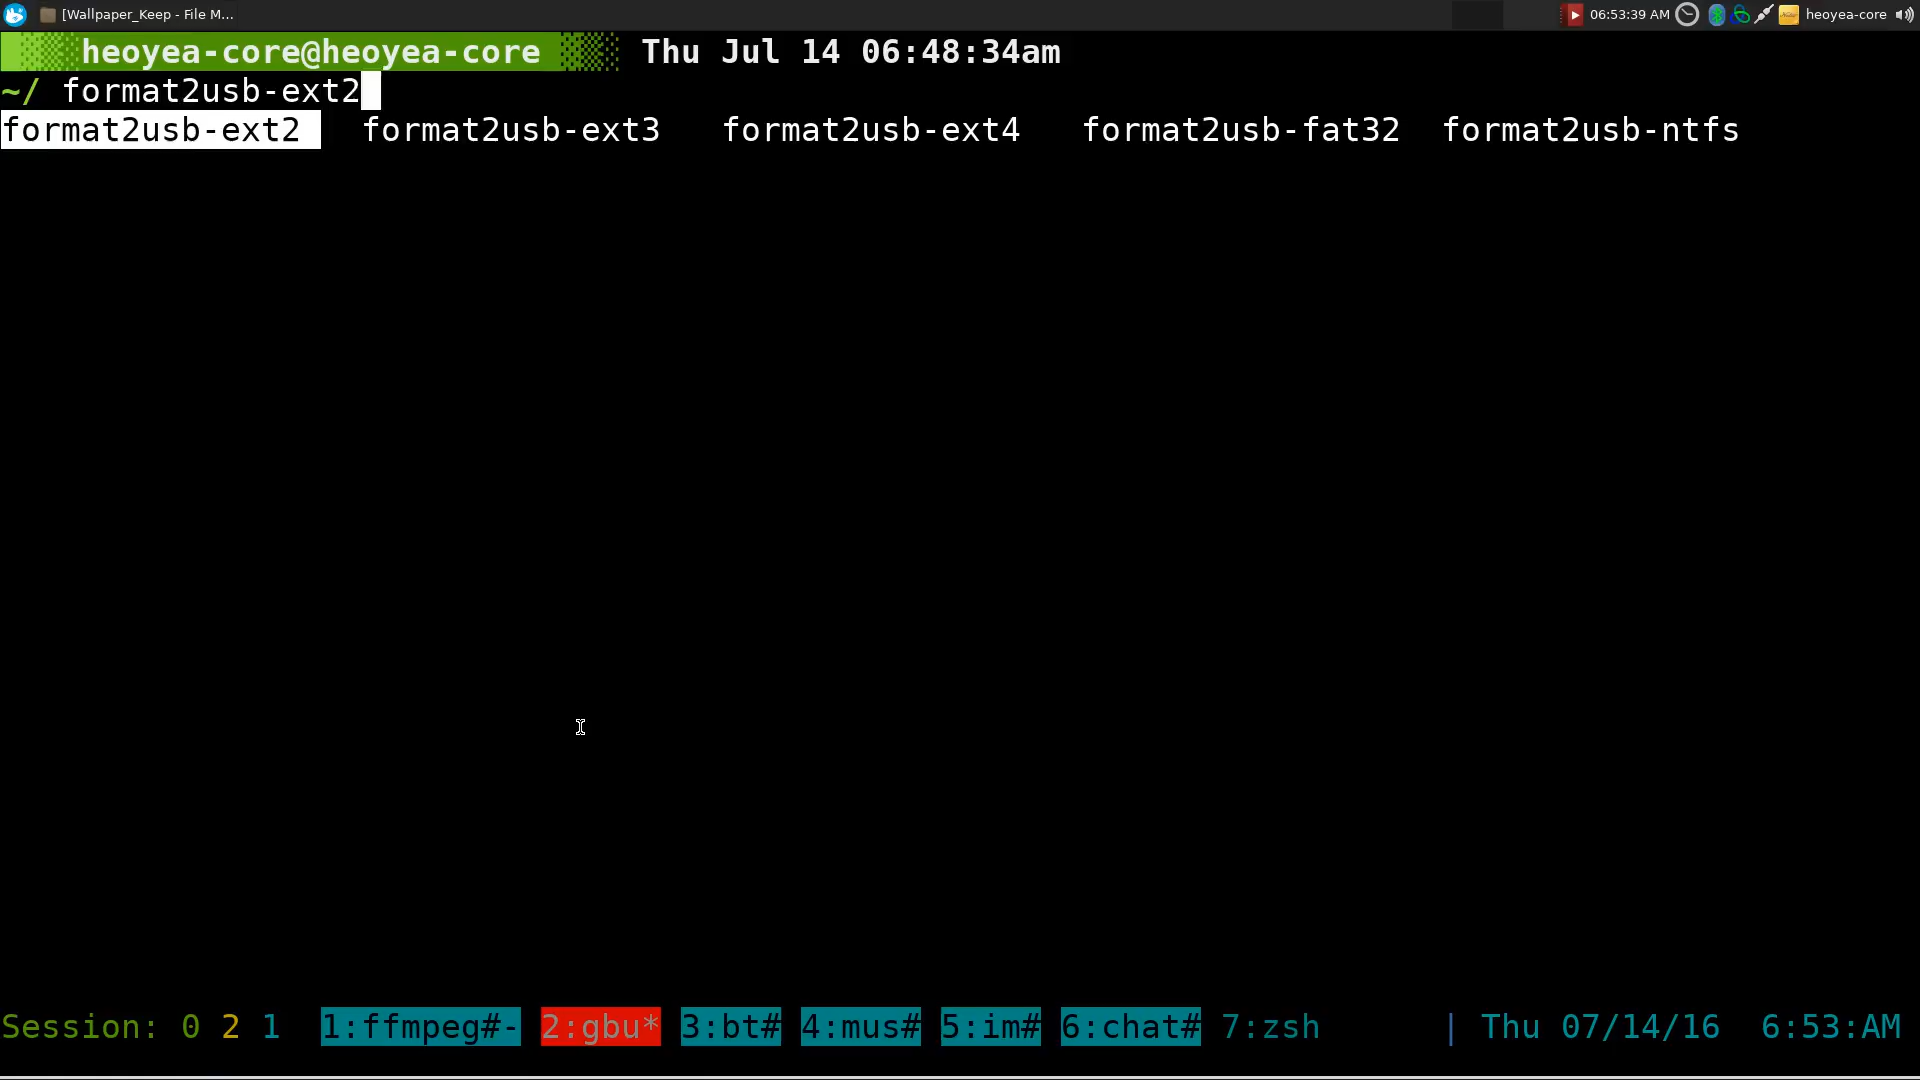 [Wallpaper_Keep - File M... 06:53:39 AM heoyea-core
heoyea-core@heoyea-core Thu Jul 14 06:48:34am
~/ format2usb-ext2
format2usb-ext2 format2usb-ext3 format2usb-ext4 format2usb-fat32 format2usb-ntfs
Session: 0 2 1 1:ffmpeg#- 2:gbu* 3:bt# 4:mus# 5:im# 6:chat# 7:zsh | Thu 07/14/16 6:53:AM